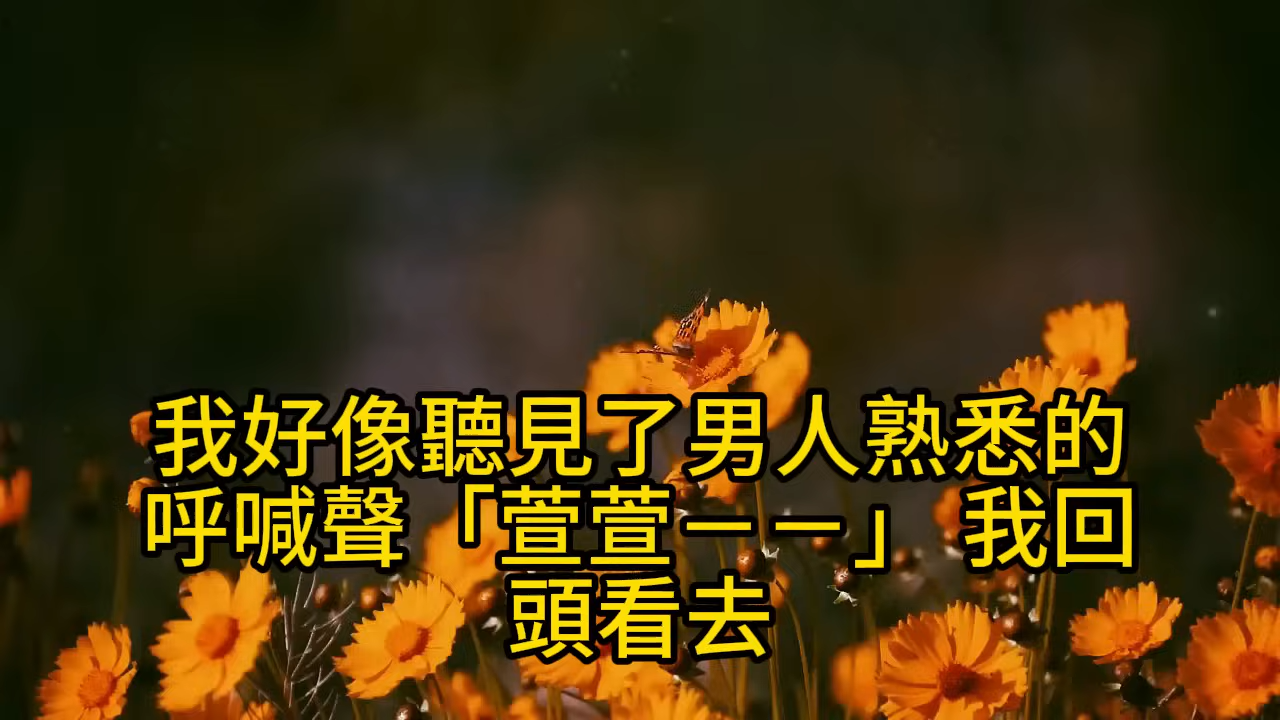 我好像聽見了男人熟悉的
呼喊聲「萱萱－－」 我回
頭看去